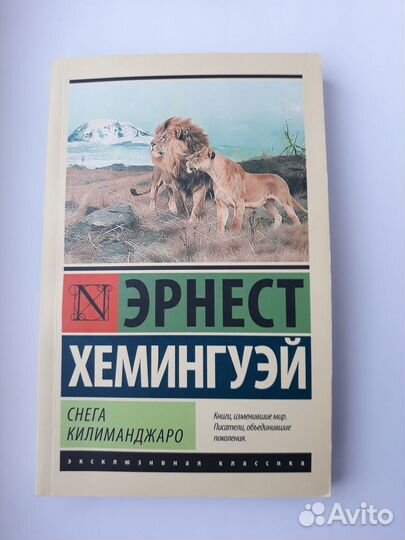 N
ЭРНЕСТ
ХЕМИНГУЭЙ
СНЕГА
КИЛИМАНДЖАРО
Книги, изменившие мир.
Писатели, объединившие
поколения.
эксклюзивная классика
Avito